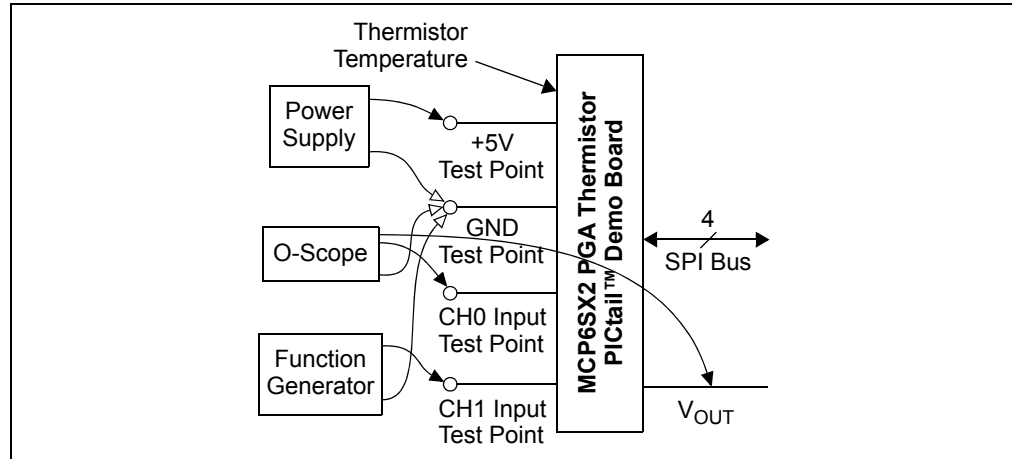 Thermistor
Temperature
Power
Supply
+5V
Test Point
GND
Test Point
O-Scope
CH0 Input
Test Point
Function
Generator
CH1 Input
Test Point
MCP6SX2 PGA Thermistor
PICtail™ Demo Board
4
SPI Bus
VOUT